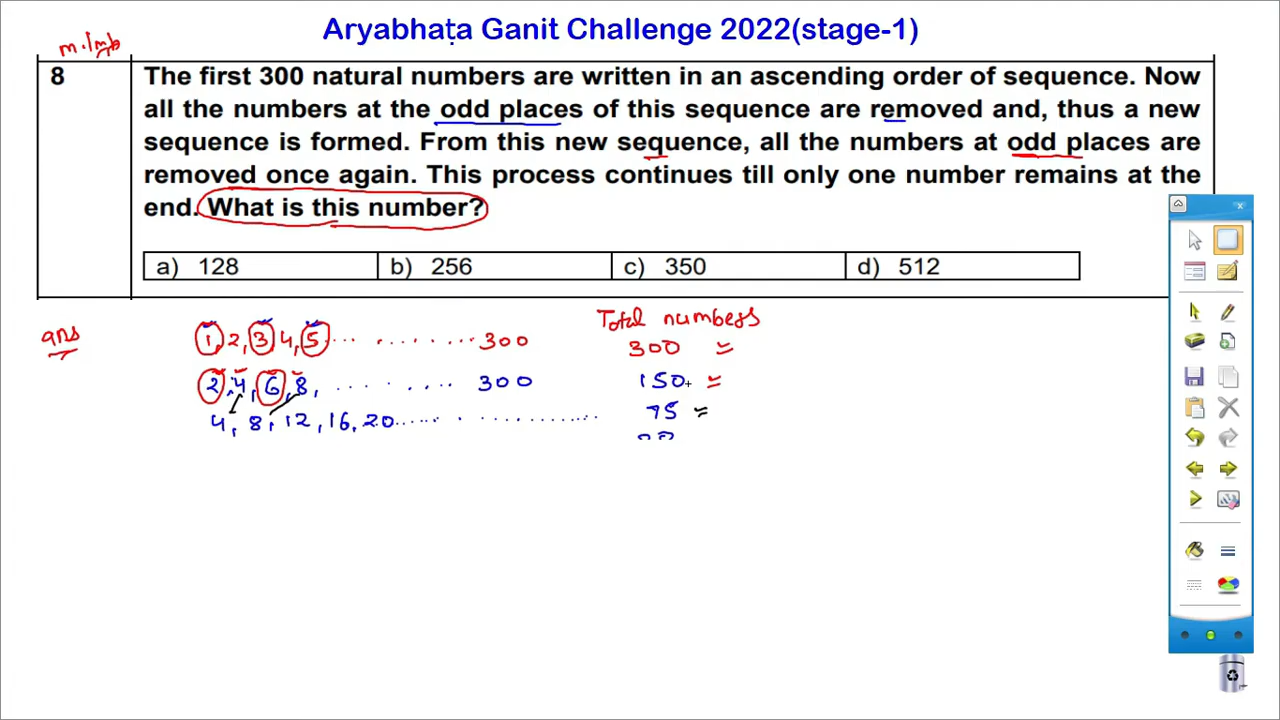 Aryabhaṭa Ganit Challenge 2022(stage-1)
8
The first 300 natural numbers are written in an ascending order of sequence. Now
all the numbers at the odd places of this sequence are removed and, thus a new
sequence is formed. From this new sequence, all the numbers at odd places are
removed once again. This process continues till only one number remains at the
end. What is this number?
a) 128 b) 256 c) 350 d) 512
ans
Total numbers
1, 2, 3, 4, 5 ............ 300 300
2, 4, 6, 8, ............ 300 150
4, 8, 12, 16, 20 ............ 75